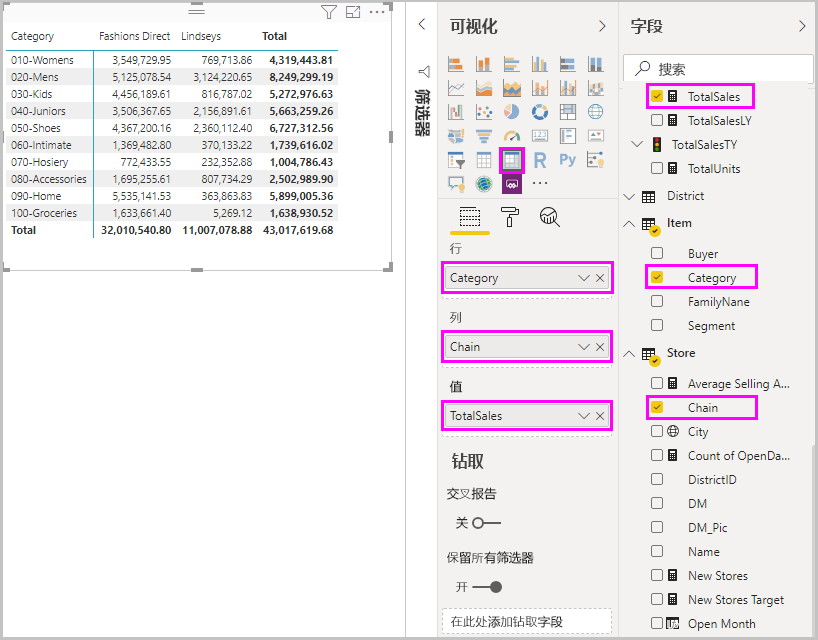 Category Fashions Direct Lindseys Total
010-Womens 3,549,729.95 769,713.86 4,319,443.81
020-Mens 5,125,078.54 3,124,220.65 8,249,299.19
030-Kids 4,456,189.61 816,787.02 5,272,976.63
040-Juniors 3,506,367.65 2,156,891.61 5,663,259.26
050-Shoes 4,367,200.16 2,360,112.40 6,727,312.56
060-Intimate 1,369,482.80 370,133.22 1,739,616.02
070-Hosiery 772,433.55 232,352.88 1,004,786.43
080-Accessories 1,695,255.61 807,734.29 2,502,989.90
090-Home 5,535,141.53 363,863.83 5,899,005.36
100-Groceries 1,633,661.40 5,269.12 1,638,930.52
Total 32,010,540.80 11,007,078.88 43,017,619.68
筛选器
可视化
123
R
Py
行
Category
列
Chain
值
TotalSales
钻取
交叉报告
关
保留所有筛选器
开
在此处添加钻取字段
字段
搜索
TotalSales
TotalSalesLY
TotalSalesTY
TotalUnits
District
Item
Buyer
Category
FamilyNane
Segment
Store
Average Selling A...
Chain
City
Count of OpenDa...
DistrictID
DM
DM_Pic
Name
New Stores
New Stores Target
Open Month